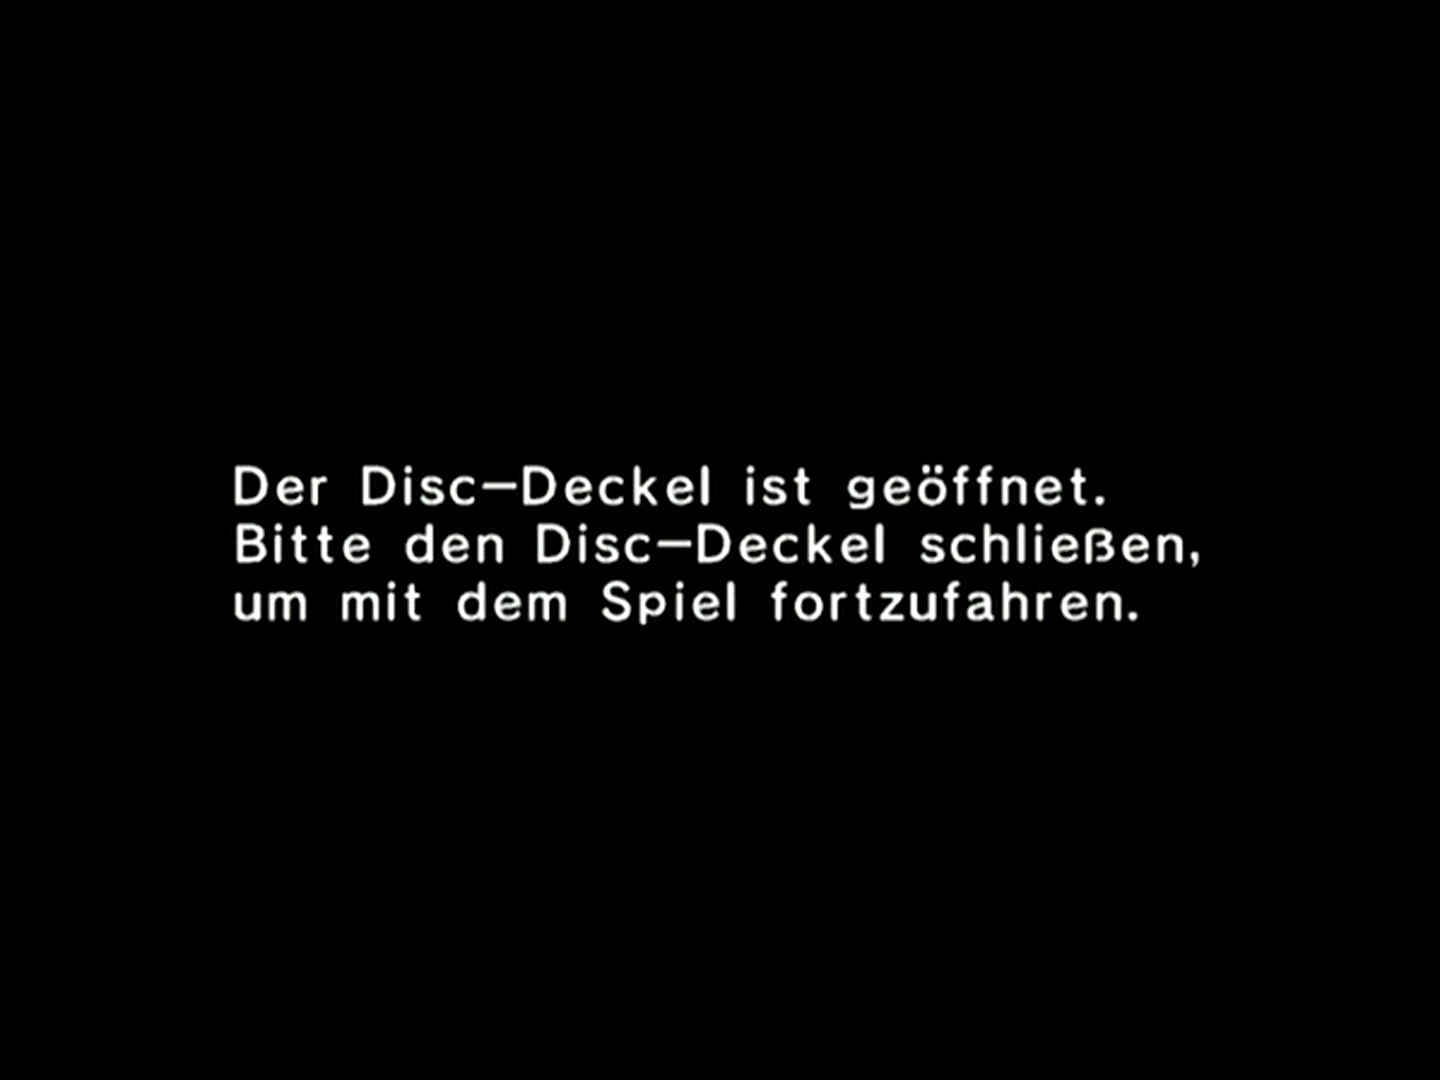 Der Disc-Deckel ist geöffnet.
Bitte den Disc-Deckel schließen,
um mit dem Spiel fortzufahren.